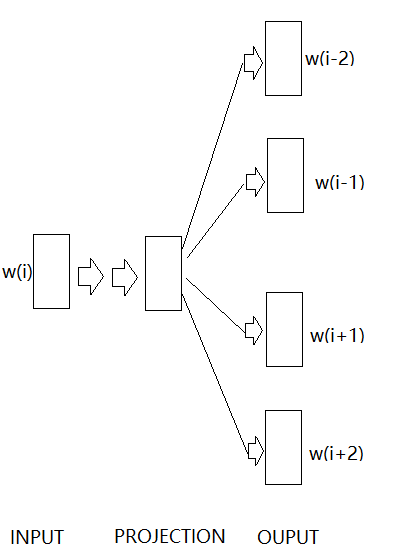 w(i-2)
w(i-1)
w(i)
w(i+1)
w(i+2)
INPUT PROJECTION OUPUT